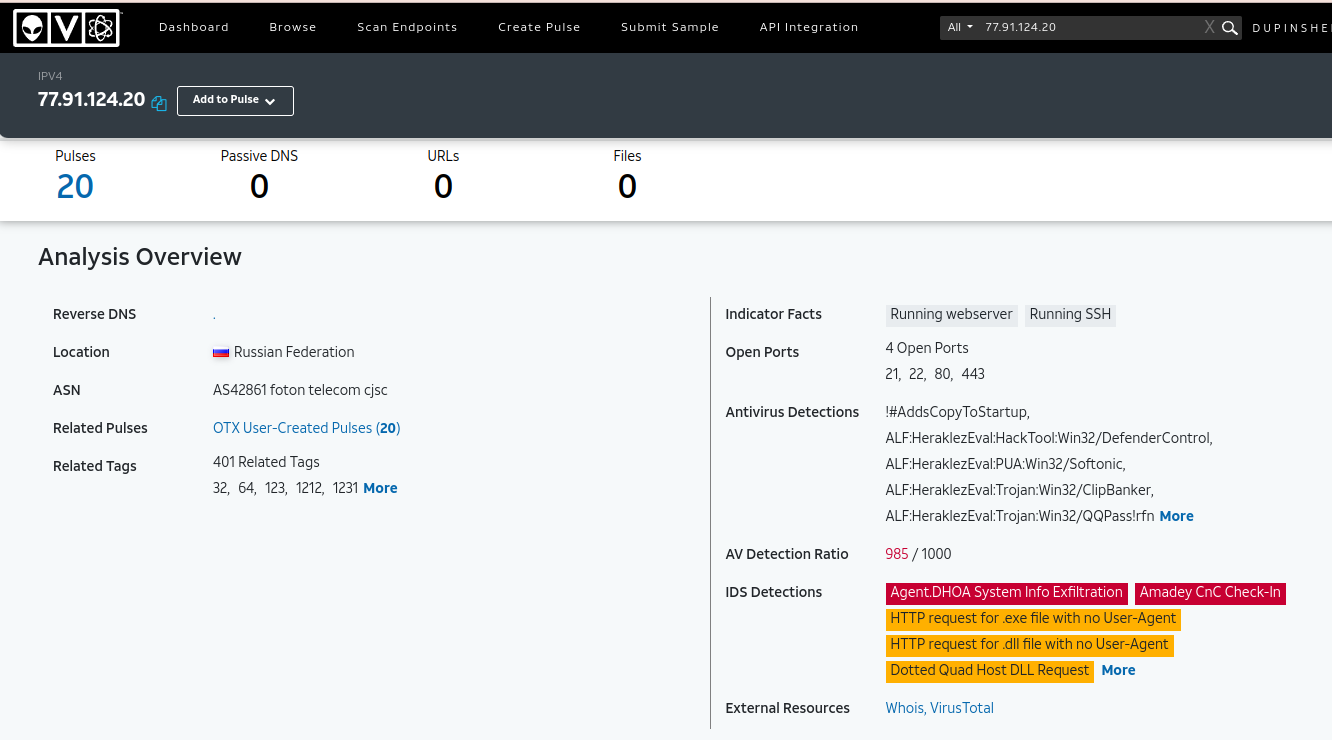 Dashboard Browse Scan Endpoints Create Pulse Submit Sample API Integration All 77.91.124.20 X
IPV4
77.91.124.20 Add to Pulse
Pulses Passive DNS URLs Files
20 0 0 0
Analysis Overview
Reverse DNS .
Location Russian Federation
ASN AS42861 foton telecom cjsc
Related Pulses OTX User-Created Pulses (20)
Related Tags 401 Related Tags
32, 64, 123, 1212, 1231 More
Indicator Facts Running webserver Running SSH
Open Ports 4 Open Ports
21, 22, 80, 443
Antivirus Detections !#AddsCopyToStartup,
ALF:HeraklezEval:HackTool:Win32/DefenderControl,
ALF:HeraklezEval:PUA:Win32/Softonic,
ALF:HeraklezEval:Trojan:Win32/ClipBanker,
ALF:HeraklezEval:Trojan:Win32/QQPass!rfn More
AV Detection Ratio 985 / 1000
IDS Detections Agent.DHOA System Info Exfiltration Amadey CnC Check-In
HTTP request for .exe file with no User-Agent
HTTP request for .dll file with no User-Agent
Dotted Quad Host DLL Request More
External Resources Whois, VirusTotal